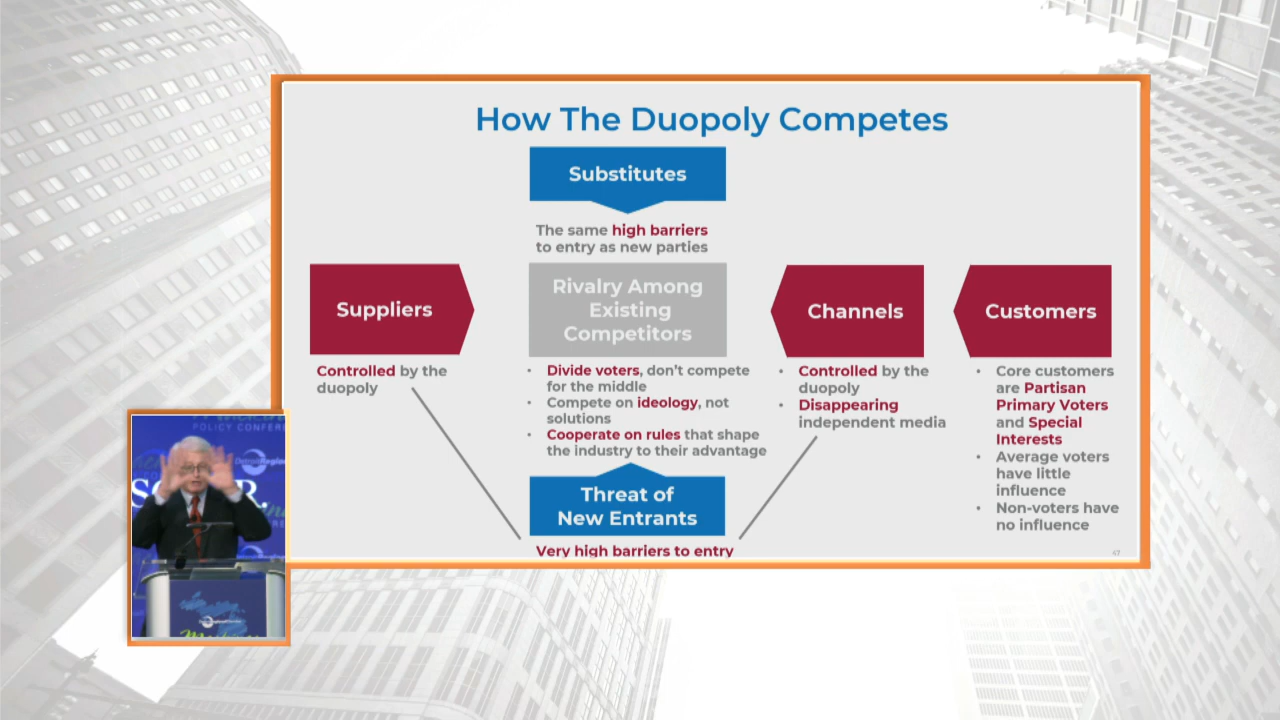 How The Duopoly Competes
Substitutes
The same high barriers
to entry as new parties
Suppliers
Controlled by the
duopoly
Rivalry Among
Existing
Competitors
• Divide voters, don't compete
for the middle
• Compete on ideology, not
solutions
• Cooperate on rules that shape
the industry to their advantage
Threat of
New Entrants
Very high barriers to entry
Channels
• Controlled by the
duopoly
• Disappearing
independent media
Customers
• Core customers
are Partisan
Primary Voters
and Special
Interests
• Average voters
have little
influence
• Non-voters have
no influence
47
POLICY CONFERE